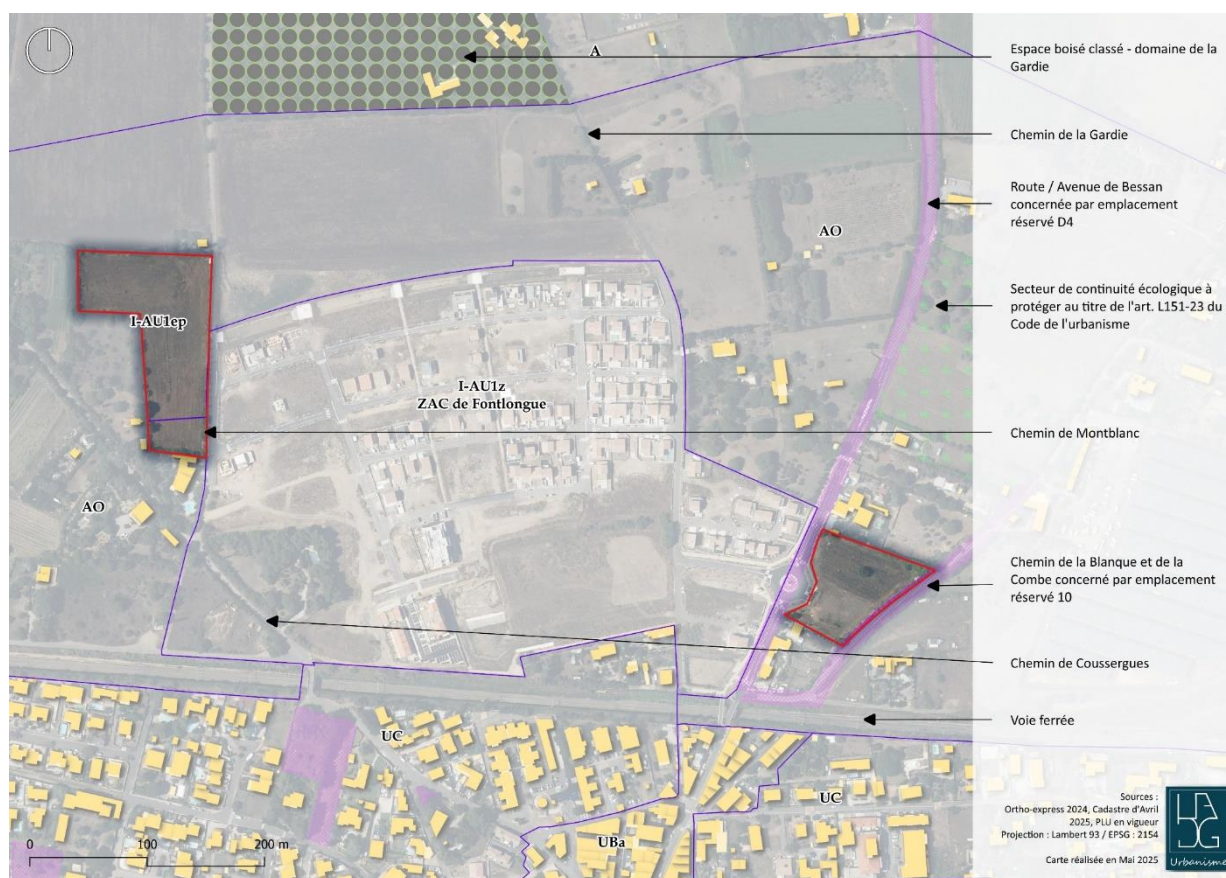 A
Espace boisé classé - domaine de la
Gardie
Chemin de la Gardie
Route / Avenue de Bessan
concernée par emplacement
réservé D4
AO
Secteur de continuité écologique à
protéger au titre de l'art. L151-23 du
Code de l'urbanisme
I-AU1ep
I-AU1z
ZAC de Fontlongue
Chemin de Montblanc
AO
Chemin de la Blanque et de la
Combe concerné par emplacement
réservé 10
Chemin de Coussergues
Voie ferrée
UC
UC
UBa
0 100 200 m
Sources :
Ortho-express 2024, Cadastre d'Avril
2025, PLU en vigueur
Projection : Lambert 93 / EPSG : 2154
Carte réalisée en Mai 2025
Urbanisme